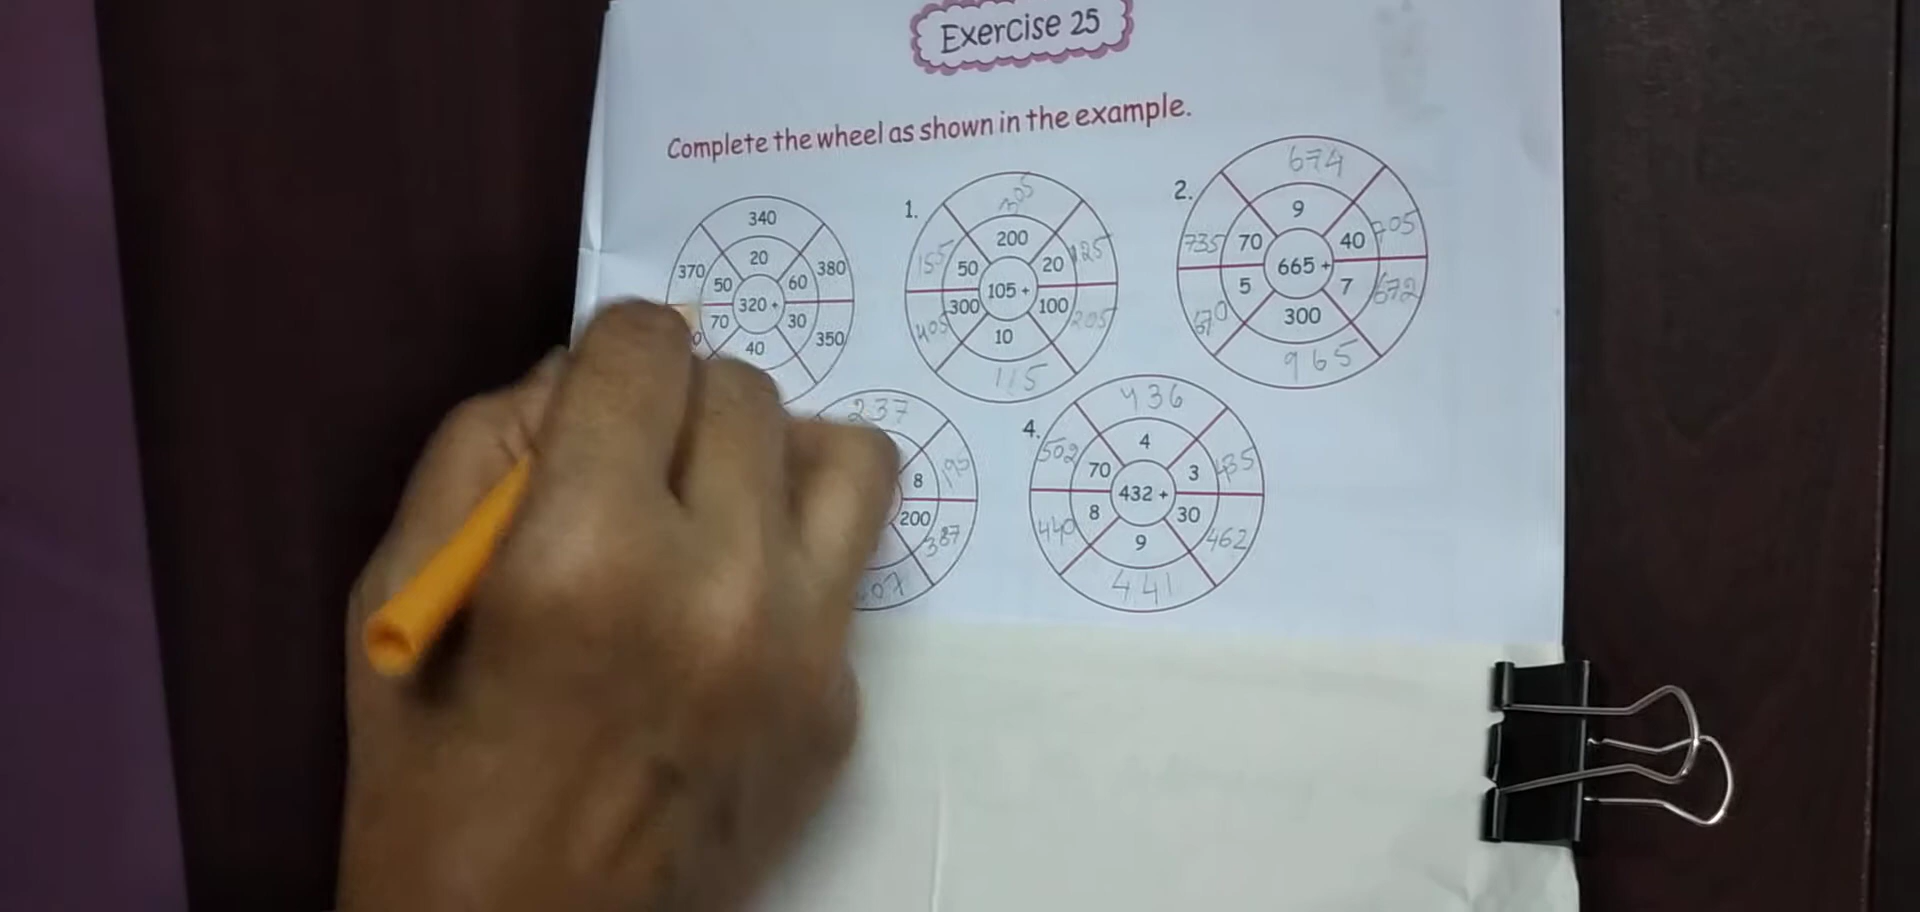 Exercise 25
Complete the wheel as shown in the example.
340
370 20 380
50 60
320 +
70 30
0 40 350
1.
305
155 200 125
50 20
105 +
300 100
405 10 205
115
2.
674
735 9 705
70 40
665 +
5 7
670 300 672
965
237
8
200
387
07
4.
436
502 4 435
70 3
432 +
8 30
440 9 462
441